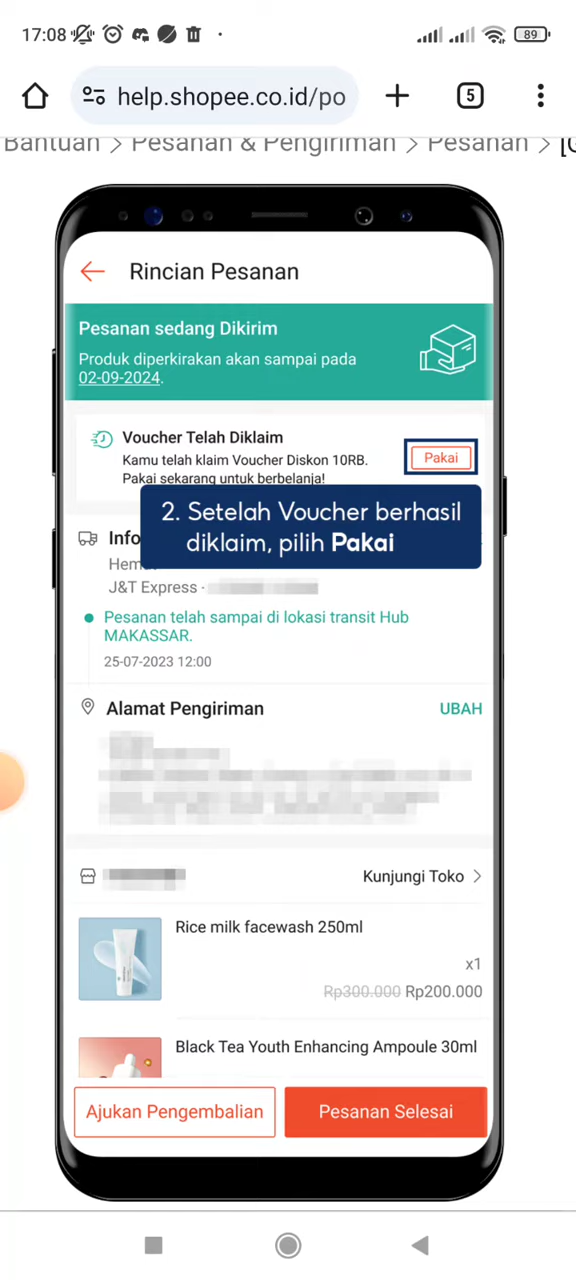 17:08
89
help.shopee.co.id/po
5
Bantuan > Pesanan & Pengiriman > Pesanan >
Rincian Pesanan
Pesanan sedang Dikirim
Produk diperkirakan akan sampai pada
02-09-2024.
Voucher Telah Diklaim
Kamu telah klaim Voucher Diskon 10RB.
Pakai sekarang untuk berbelanja!
Pakai
2. Setelah Voucher berhasil
diklaim, pilih Pakai
Info
J&T Express ·
Pesanan telah sampai di lokasi transit Hub
MAKASSAR.
25-07-2023 12:00
Alamat Pengiriman
UBAH
Kunjungi Toko >
Rice milk facewash 250ml
x1
Rp300.000 Rp200.000
Black Tea Youth Enhancing Ampoule 30ml
Ajukan Pengembalian
Pesanan Selesai